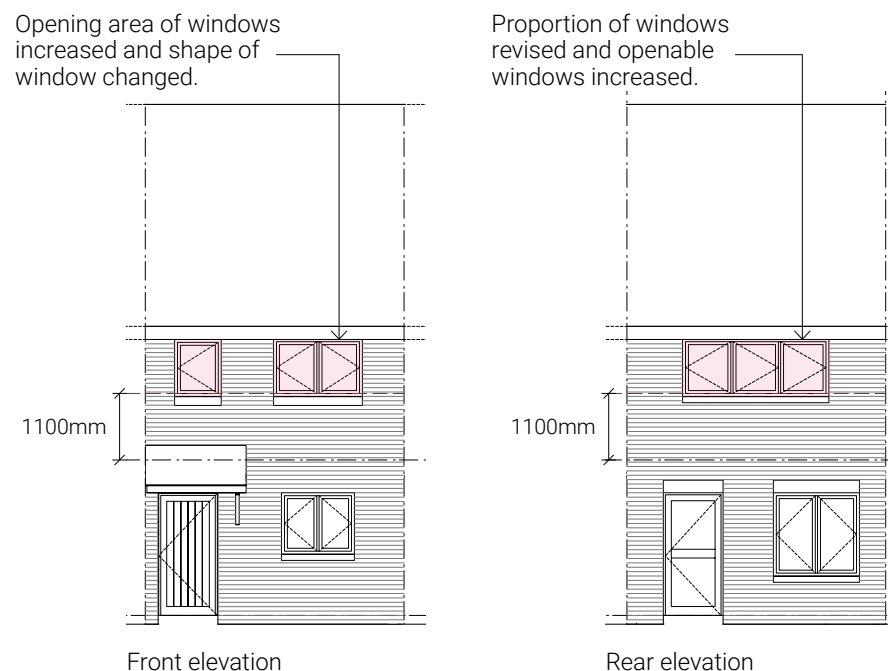 Opening area of windows
increased and shape of
window changed.
Proportion of windows
revised and openable
windows increased.
1100mm
1100mm
Front elevation
Rear elevation